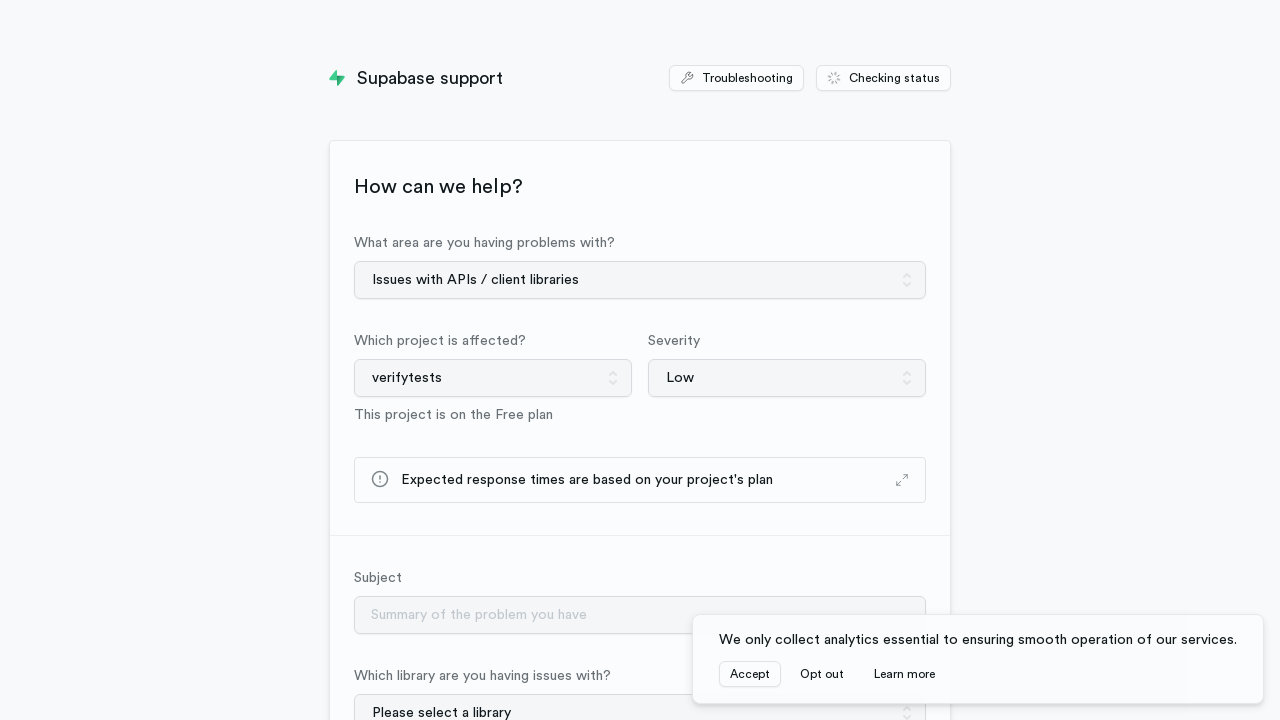 Supabase support
Troubleshooting
Checking status
How can we help?
What area are you having problems with?
Issues with APIs / client libraries
Which project is affected?
Severity
verifytests
Low
This project is on the Free plan
Expected response times are based on your project's plan
Subject
Summary of the problem you have
We only collect analytics essential to ensuring smooth operation of our services.
Accept
Opt out
Learn more
Which library are you having issues with?
Please select a library